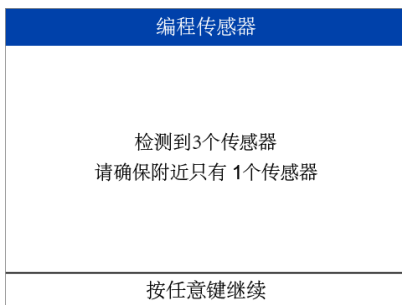 编程传感器
检测到3个传感器
请确保附近只有 1个传感器
按任意键继续